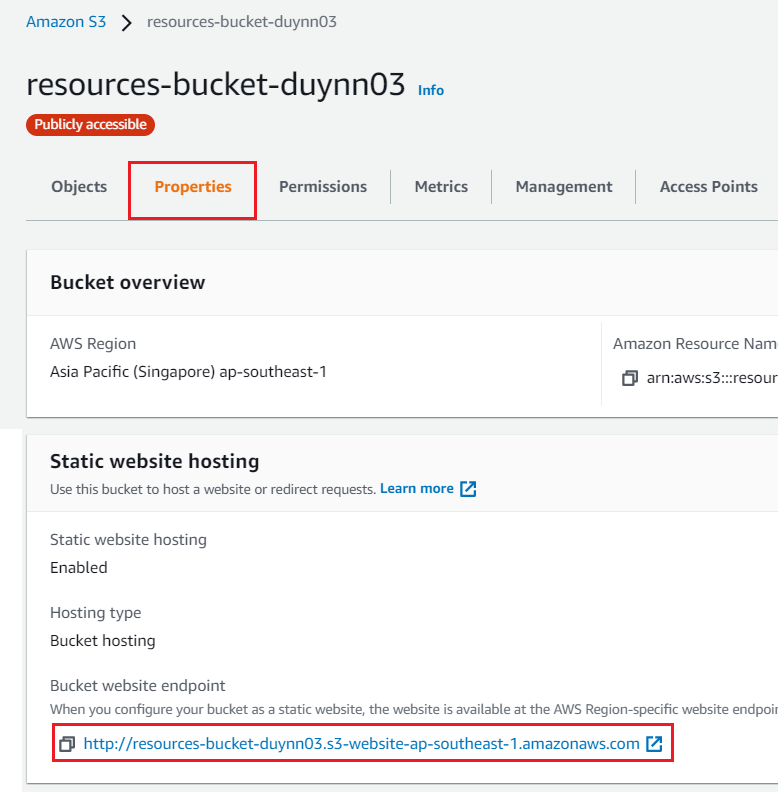 Amazon S3 > resources-bucket-duynn03
resources-bucket-duynn03 Info
Publicly accessible
Objects Properties Permissions Metrics Management Access Points
Bucket overview
AWS Region
Asia Pacific (Singapore) ap-southeast-1
Amazon Resource Nam
arn:aws:s3:::resour
Static website hosting
Use this bucket to host a website or redirect requests. Learn more
Static website hosting
Enabled
Hosting type
Bucket hosting
Bucket website endpoint
When you configure your bucket as a static website, the website is available at the AWS Region-specific website endpoin
http://resources-bucket-duynn03.s3-website-ap-southeast-1.amazonaws.com